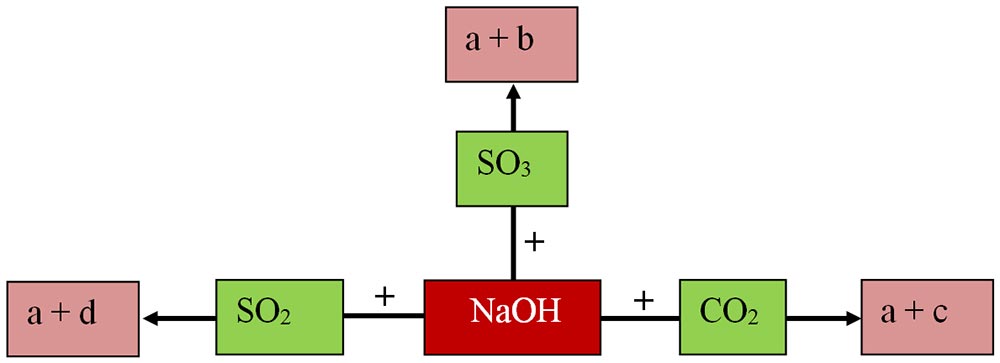 a + b
SO₃
+
a + d
SO₂
+
NaOH
+
CO₂
a + c